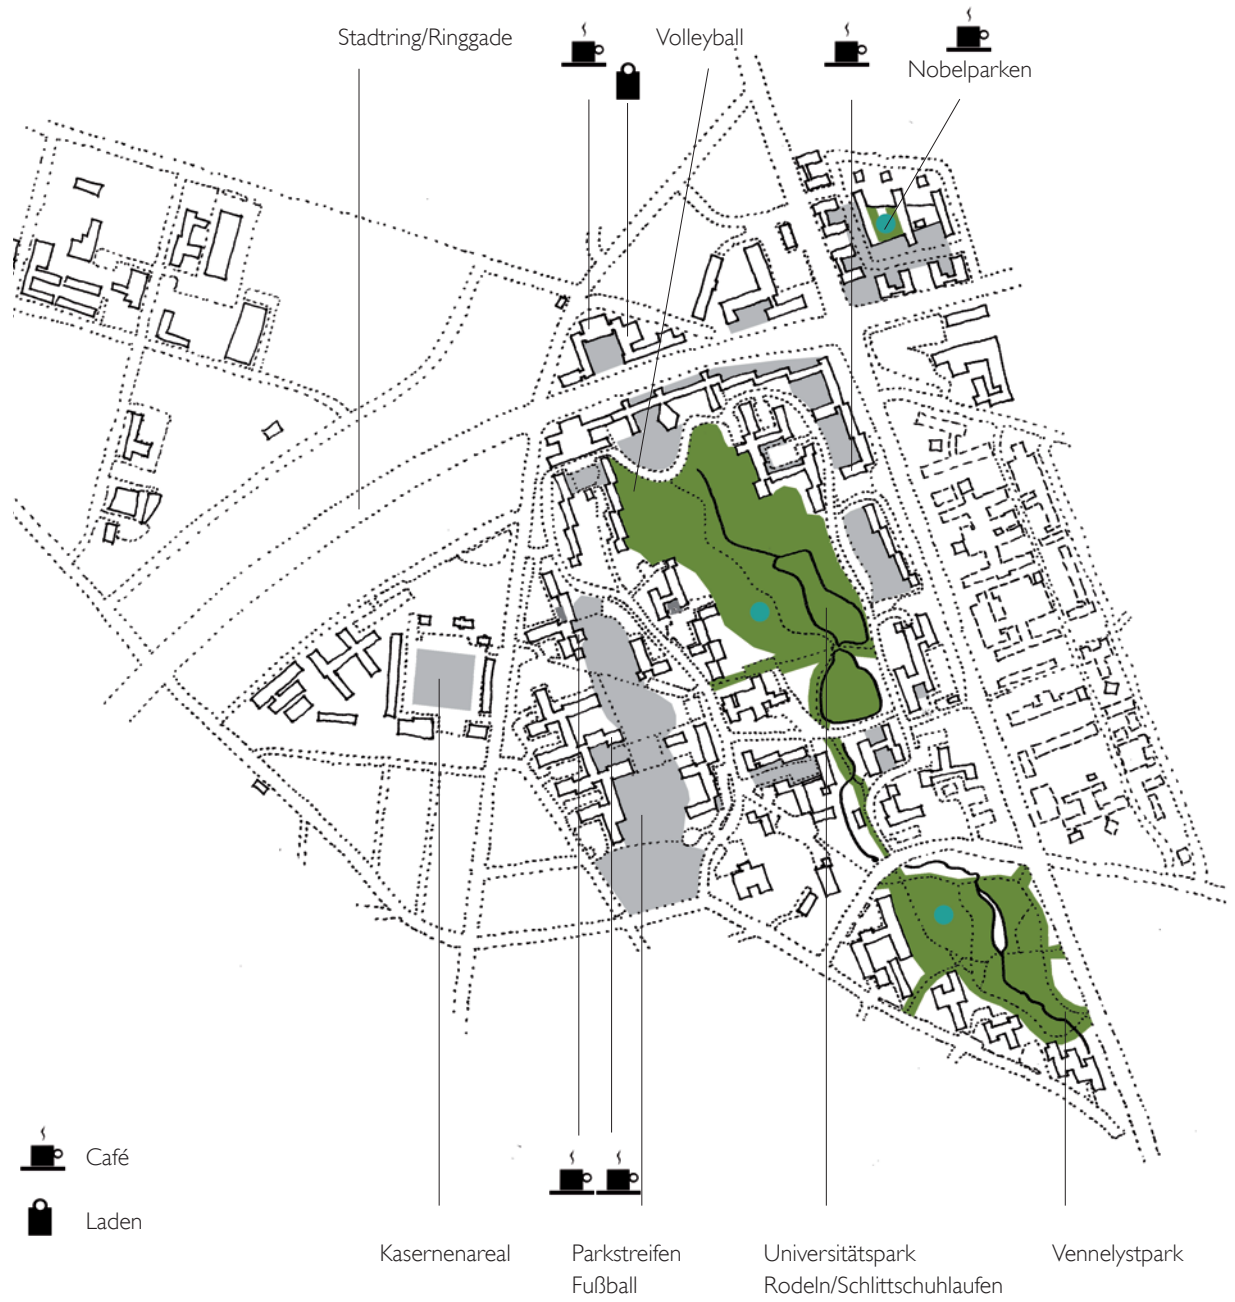 Stadtring/Ringgade
Volleyball
Nobelparken
Café
Laden
Kasernenareal
Parkstreifen
Fußball
Universitätspark
Rodeln/Schlittschuhlaufen
Vennelystpark